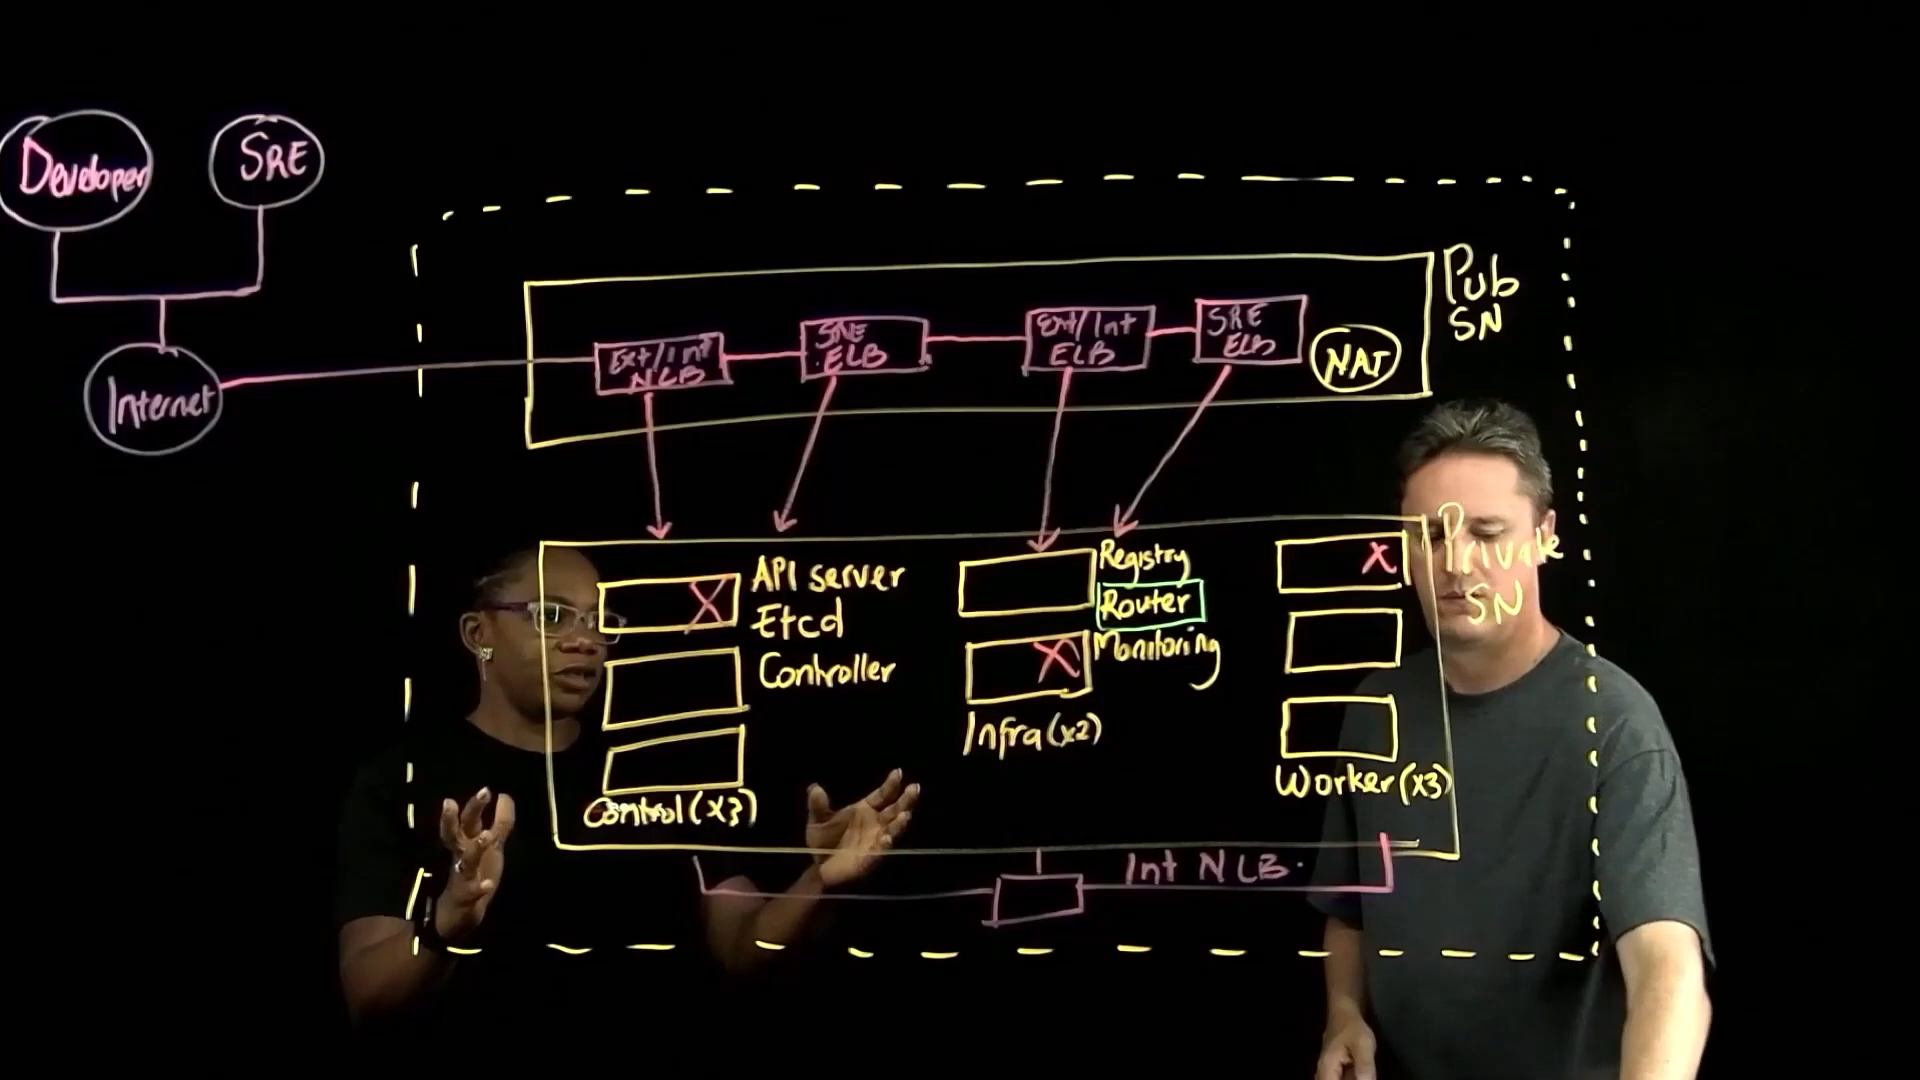 Developer
SRE
Internet
Pub
SN
Ext/Int
NLB
SRE
ELB
Ext/Int
ELB
SRE
ELB
NAT
Private
SN
X
API server
Etcd
Controller
Control (x3)
Registry
Router
Monitoring
X
Infra (x2)
X
Worker (x3)
Int NLB